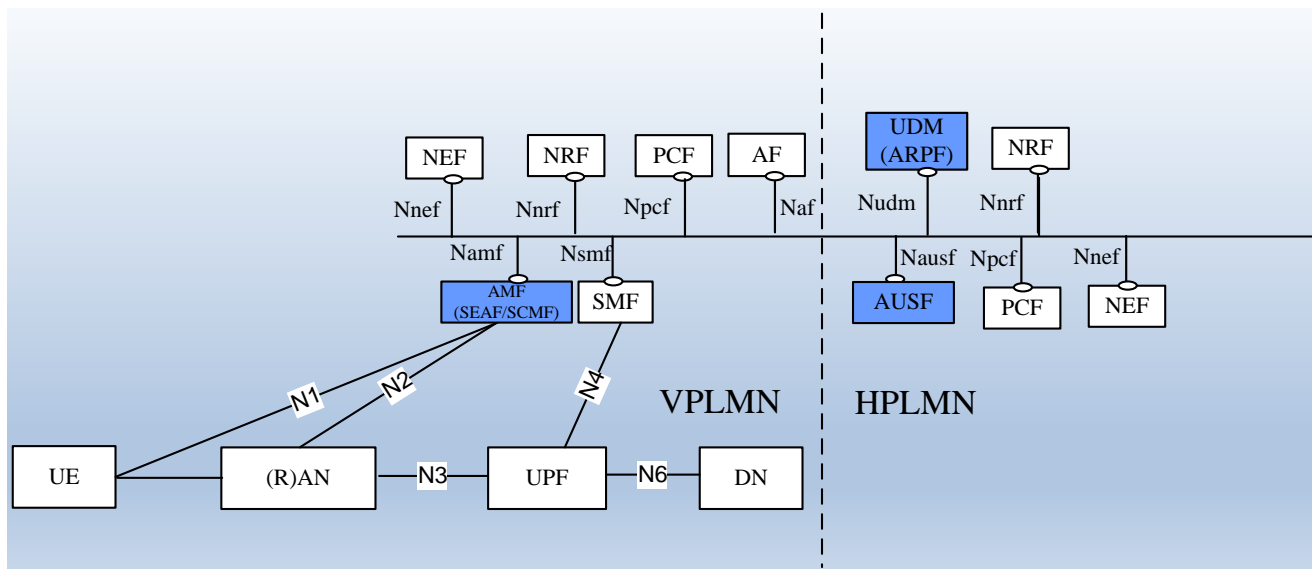 UDM
(ARPF)
NEF
NRF
PCF
AF
NRF
Nnef
Nnrf
Npcf
Naf
Nudm
Nnrf
Namf
Nsmf
Nausf
Npcf
Nnef
AMF
(SEAF/SCMF)
SMF
AUSF
PCF
NEF
N1
N2
N4
VPLMN
HPLMN
UE
(R)AN
N3
UPF
N6
DN